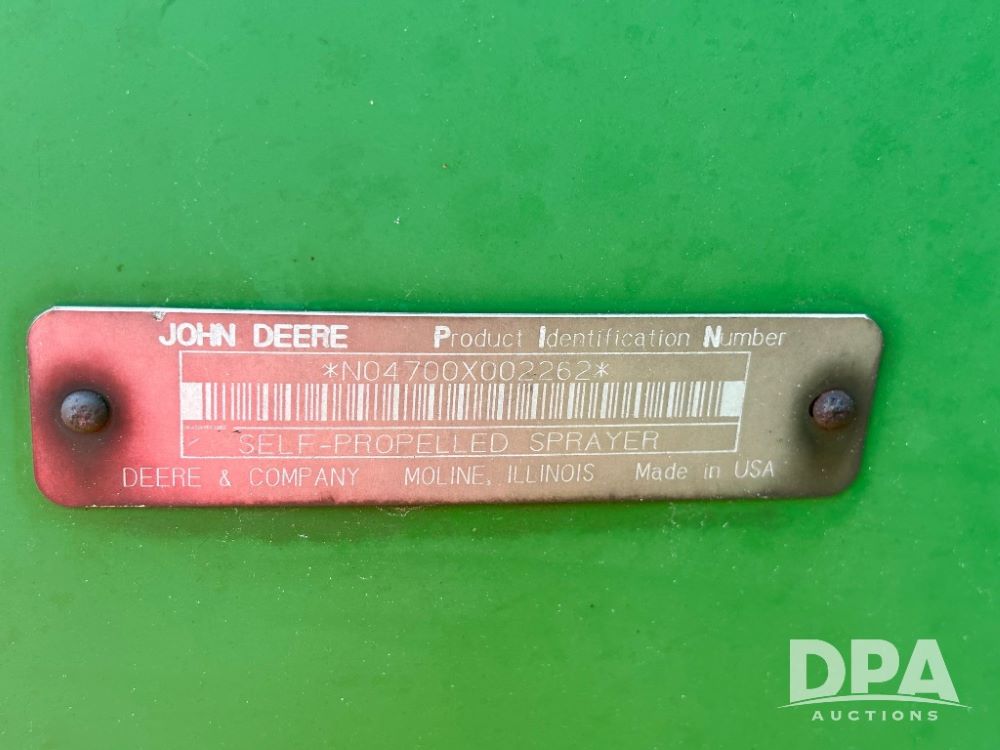 JOHN DEERE Product Identification Number
*N04700X002262*
SELF-PROPELLED SPRAYER
DEERE & COMPANY MOLINE, ILLINOIS Made in USA
DPA
AUCTIONS